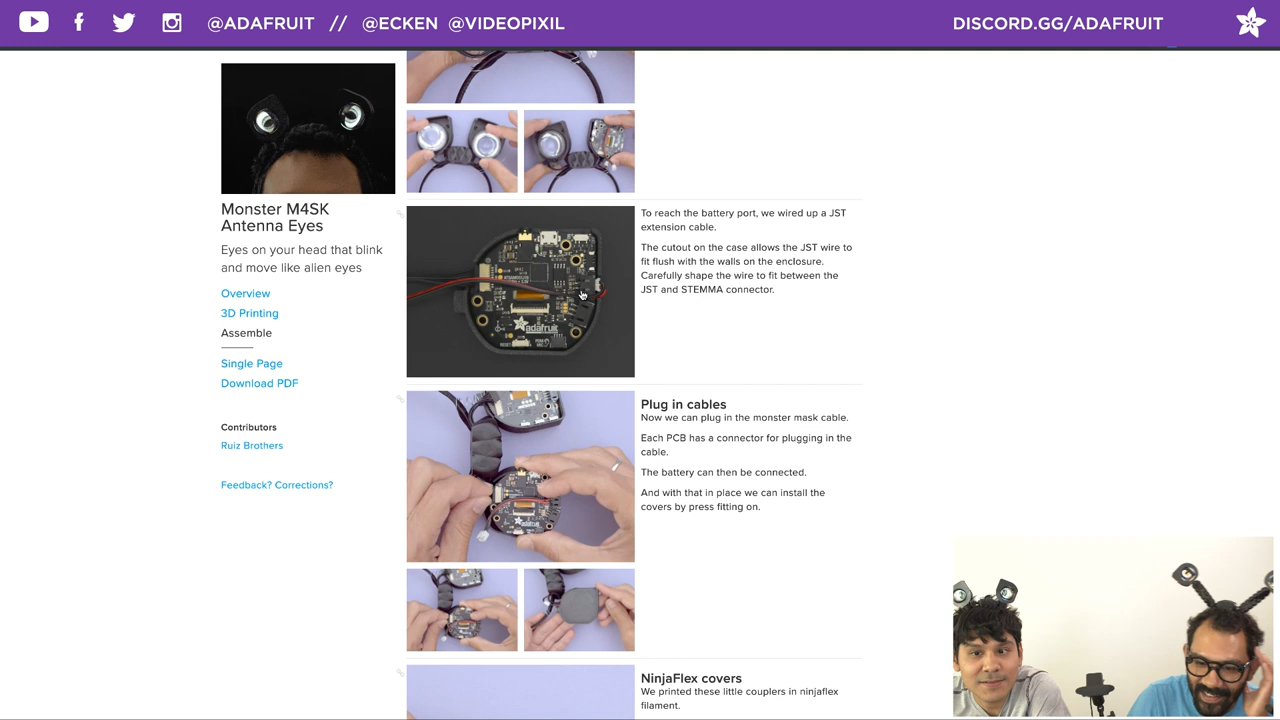 @ADAFRUIT // @ECKEN @VIDEOPIXIL
DISCORD.GG/ADAFRUIT
Monster M4SK
Antenna Eyes
Eyes on your head that blink
and move like alien eyes
Overview
3D Printing
Assemble
Single Page
Download PDF
Contributors
Ruiz Brothers
Feedback? Corrections?
To reach the battery port, we wired up a JST
extension cable.
The cutout on the case allows the JST wire to
fit flush with the walls on the enclosure.
Carefully shape the wire to fit between the
JST and STEMMA connector.
adafruit
Plug in cables
Now we can plug in the monster mask cable.
Each PCB has a connector for plugging in the
cable.
The battery can then be connected.
And with that in place we can install the
covers by press fitting on.
NinjaFlex covers
We printed these little couplers in ninjaflex
filament.